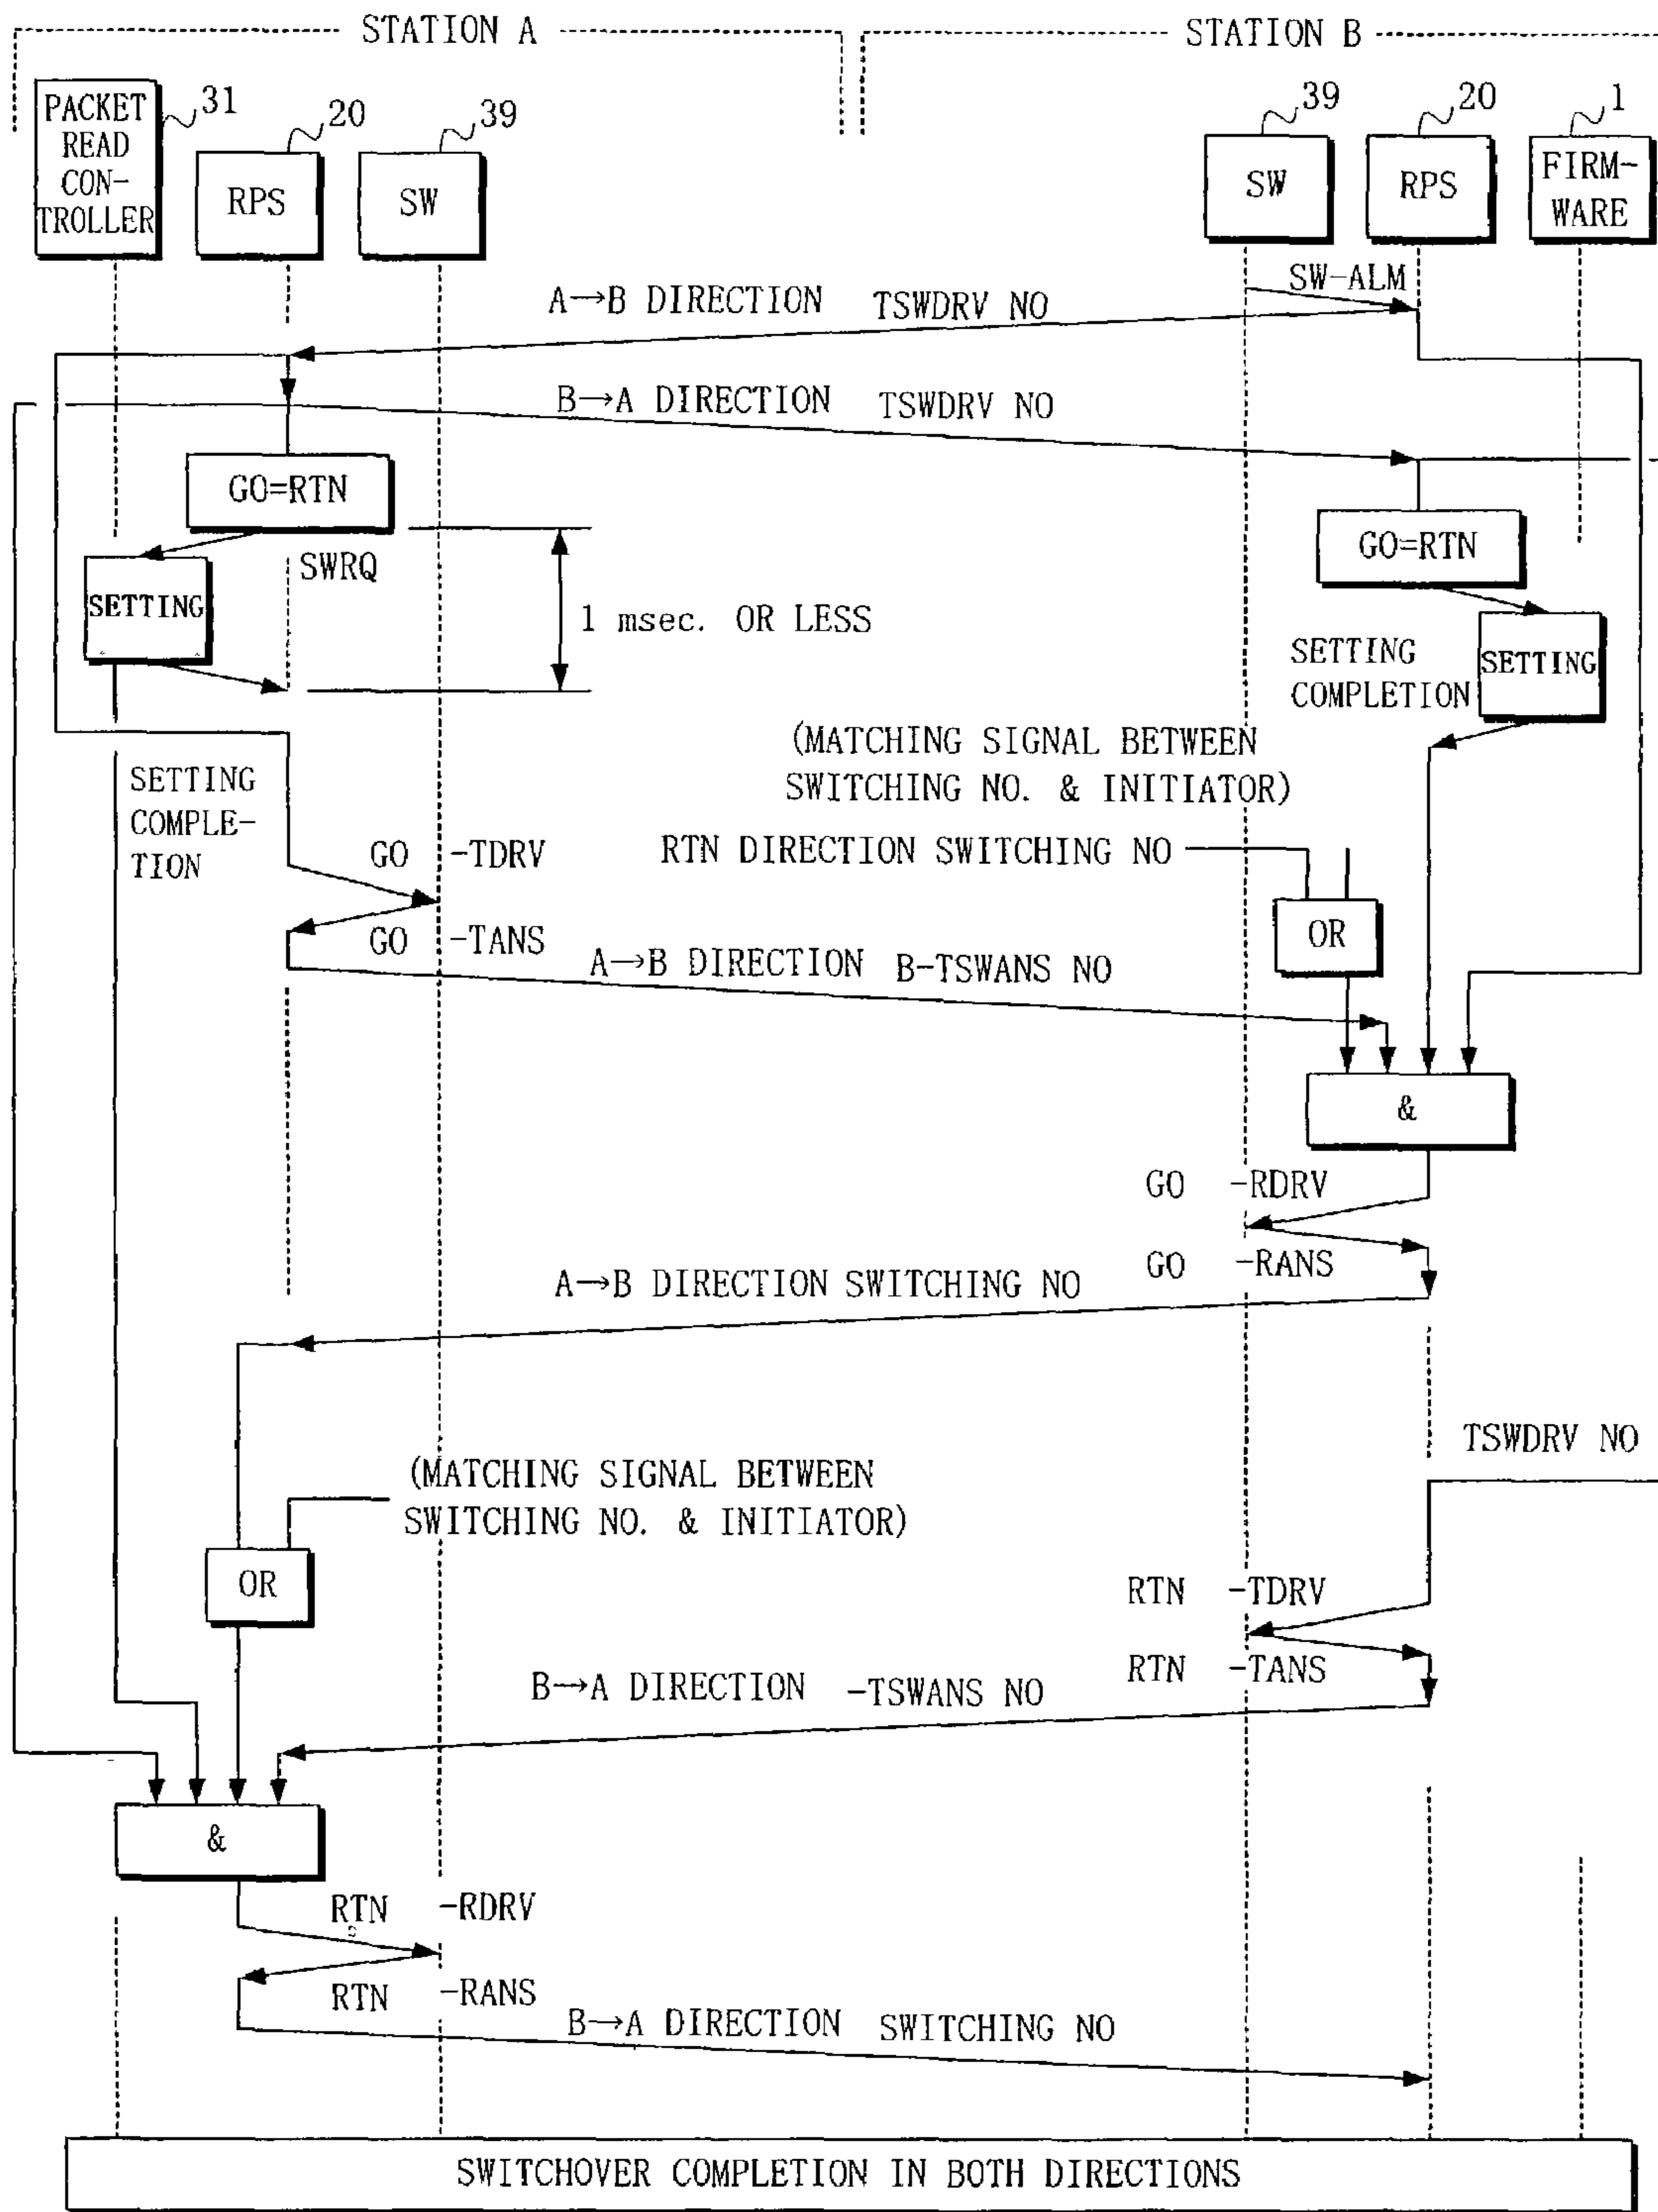 STATION A
STATION B
PACKET
READ
CON-
TROLLER
31
RPS
20
SW
39
SW
39
RPS
20
FIRM-
WARE
1
SW-ALM
A→B DIRECTION TSWDRV NO
B→A DIRECTION TSWDRV NO
GO=RTN
GO=RTN
SWRQ
SETTING
1 msec. OR LESS
SETTING
COMPLETION
SETTING
(MATCHING SIGNAL BETWEEN
SWITCHING NO. & INITIATOR)
SETTING
COMPLE-
TION
GO -TDRV
RTN DIRECTION SWITCHING NO
OR
GO -TANS
A→B DIRECTION B-TSWANS NO
&
GO -RDRV
GO -RANS
A→B DIRECTION SWITCHING NO
TSWDRV NO
(MATCHING SIGNAL BETWEEN
SWITCHING NO. & INITIATOR)
OR
RTN -TDRV
RTN -TANS
B→A DIRECTION -TSWANS NO
&
RTN -RDRV
RTN -RANS
B→A DIRECTION SWITCHING NO
SWITCHOVER COMPLETION IN BOTH DIRECTIONS